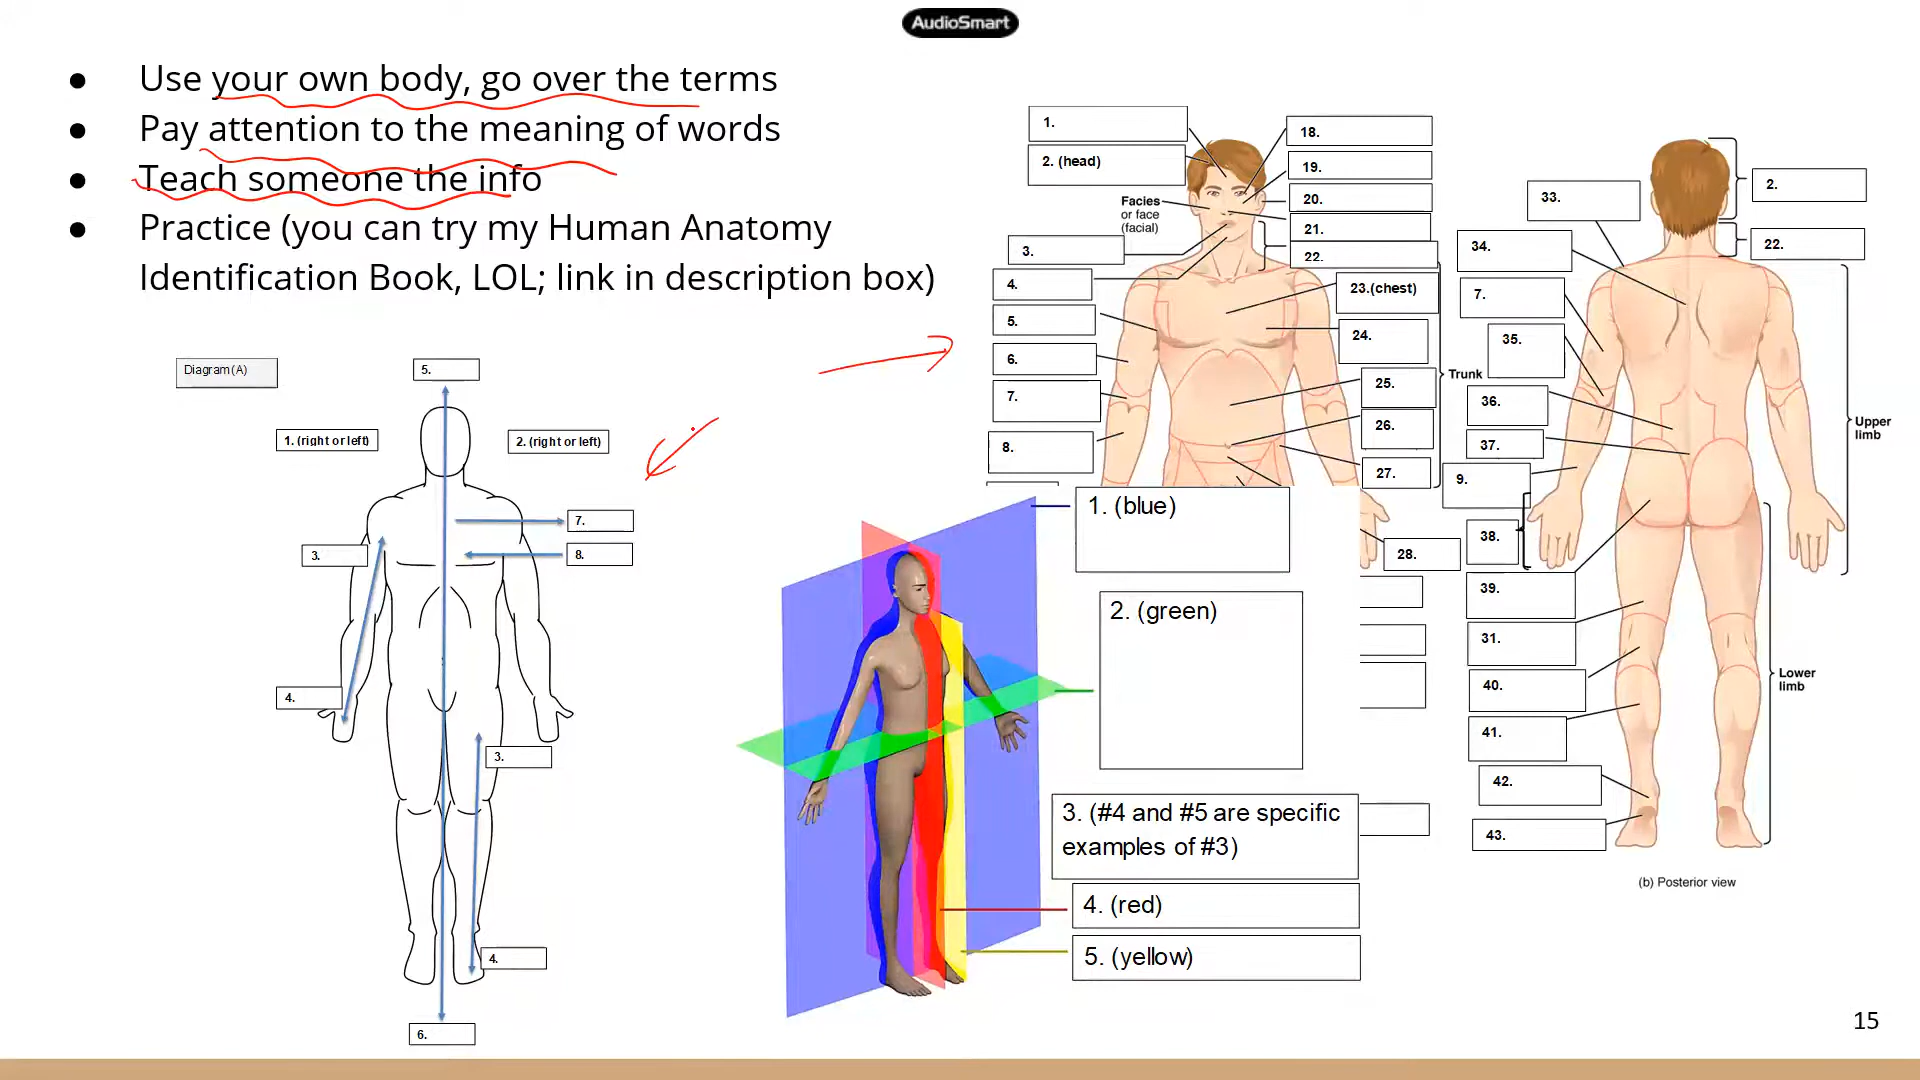 AudioSmart
● Use your own body, go over the terms
● Pay attention to the meaning of words
● Teach someone the info
● Practice (you can try my Human Anatomy
Identification Book, LOL; link in description box)
Diagram(A)
5.
1. (right or left)
2. (right or left)
7.
3.
8.
4.
3.
4.
6.
1.
2. (head)
Facies
or face
(facial)
3.
4.
5.
6.
7.
8.
18.
19.
20.
21.
22.
23.(chest)
24.
25.
26.
27.
28.
Trunk
1. (blue)
2. (green)
3. (#4 and #5 are specific
examples of #3)
4. (red)
5. (yellow)
33.
34.
7.
35.
36.
37.
9.
38.
39.
31.
40.
41.
42.
43.
2.
22.
Upper
limb
Lower
limb
(b) Posterior view
15